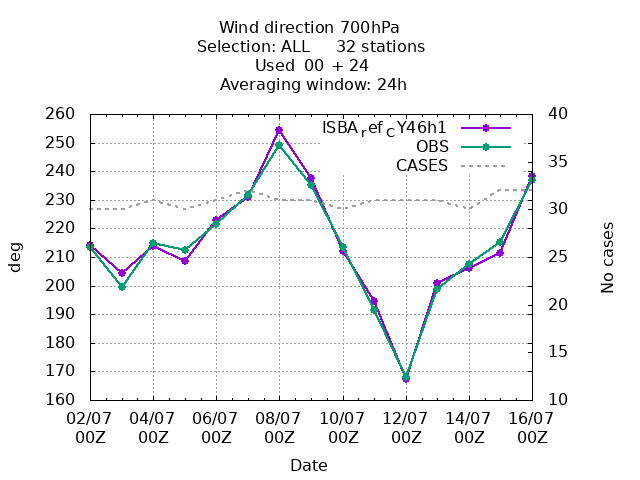 Wind direction 700hPa
Selection: ALL 32 stations
Used 00 + 24
Averaging window: 24h
ISBA_ref_CY46h1
OBS
CASES
260
250
240
230
220
210
200
190
180
170
160
40
35
30
25
20
15
10
deg
No cases
02/07 04/07 06/07 08/07 10/07 12/07 14/07 16/07
00Z 00Z 00Z 00Z 00Z 00Z 00Z 00Z
Date